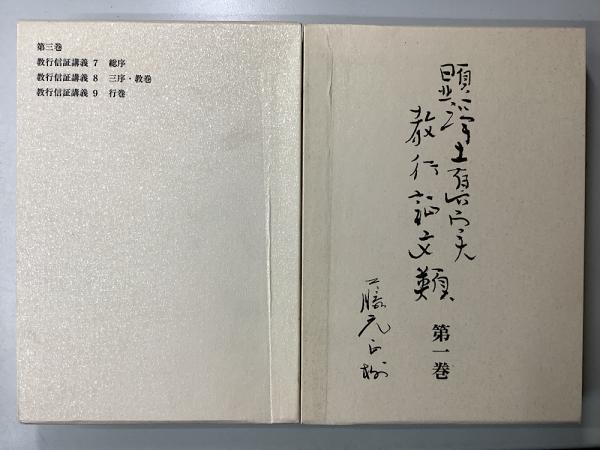 第三巻
教行信証講義 7 総序
教行信証講義 8 三序・教巻
教行信証講義 9 行巻
顕浄土真実
教行証文類
第一巻